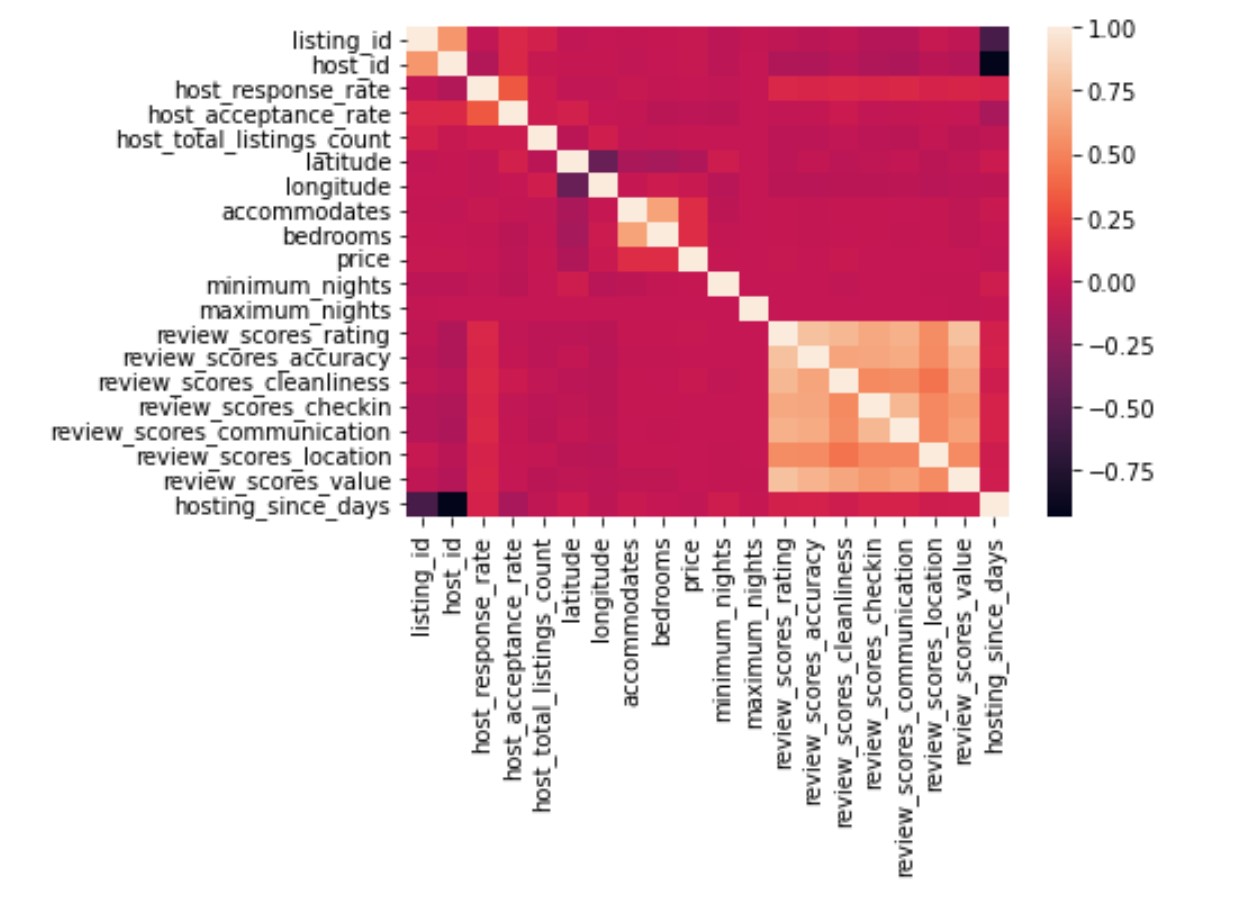 listing_id
host_id
host_response_rate
host_acceptance_rate
host_total_listings_count
latitude
longitude
accommodates
bedrooms
price
minimum_nights
maximum_nights
review_scores_rating
review_scores_accuracy
review_scores_cleanliness
review_scores_checkin
review_scores_communication
review_scores_location
review_scores_value
hosting_since_days
1.00
0.75
0.50
0.25
0.00
−0.25
−0.50
−0.75
listing_id
host_id
host_response_rate
host_acceptance_rate
host_total_listings_count
latitude
longitude
accommodates
bedrooms
price
minimum_nights
maximum_nights
review_scores_rating
review_scores_accuracy
review_scores_cleanliness
review_scores_checkin
review_scores_communication
review_scores_location
review_scores_value
hosting_since_days